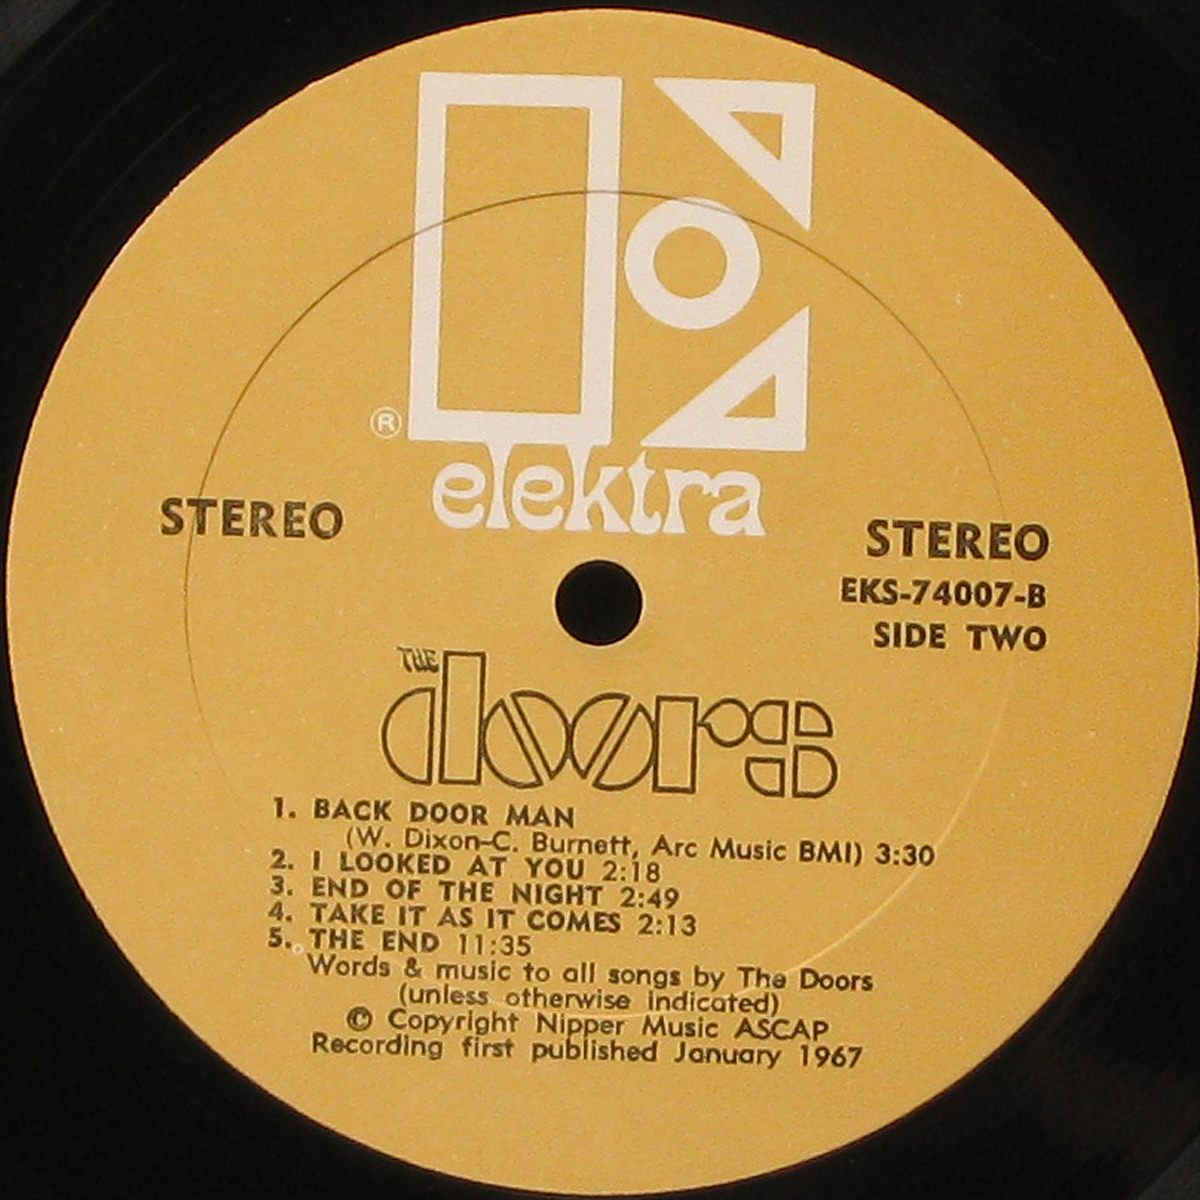 ®
elektra
STEREO
STEREO
EKS-74007-B
SIDE TWO
THE
doors
1. BACK DOOR MAN
(W. Dixon-C. Burnett, Arc Music BMI) 3:30
2. I LOOKED AT YOU 2:18
3. END OF THE NIGHT 2:49
4. TAKE IT AS IT COMES 2:13
5. THE END 11:35
Words & music to all songs by The Doors
(unless otherwise indicated)
© Copyright Nipper Music ASCAP
Recording first published January 1967